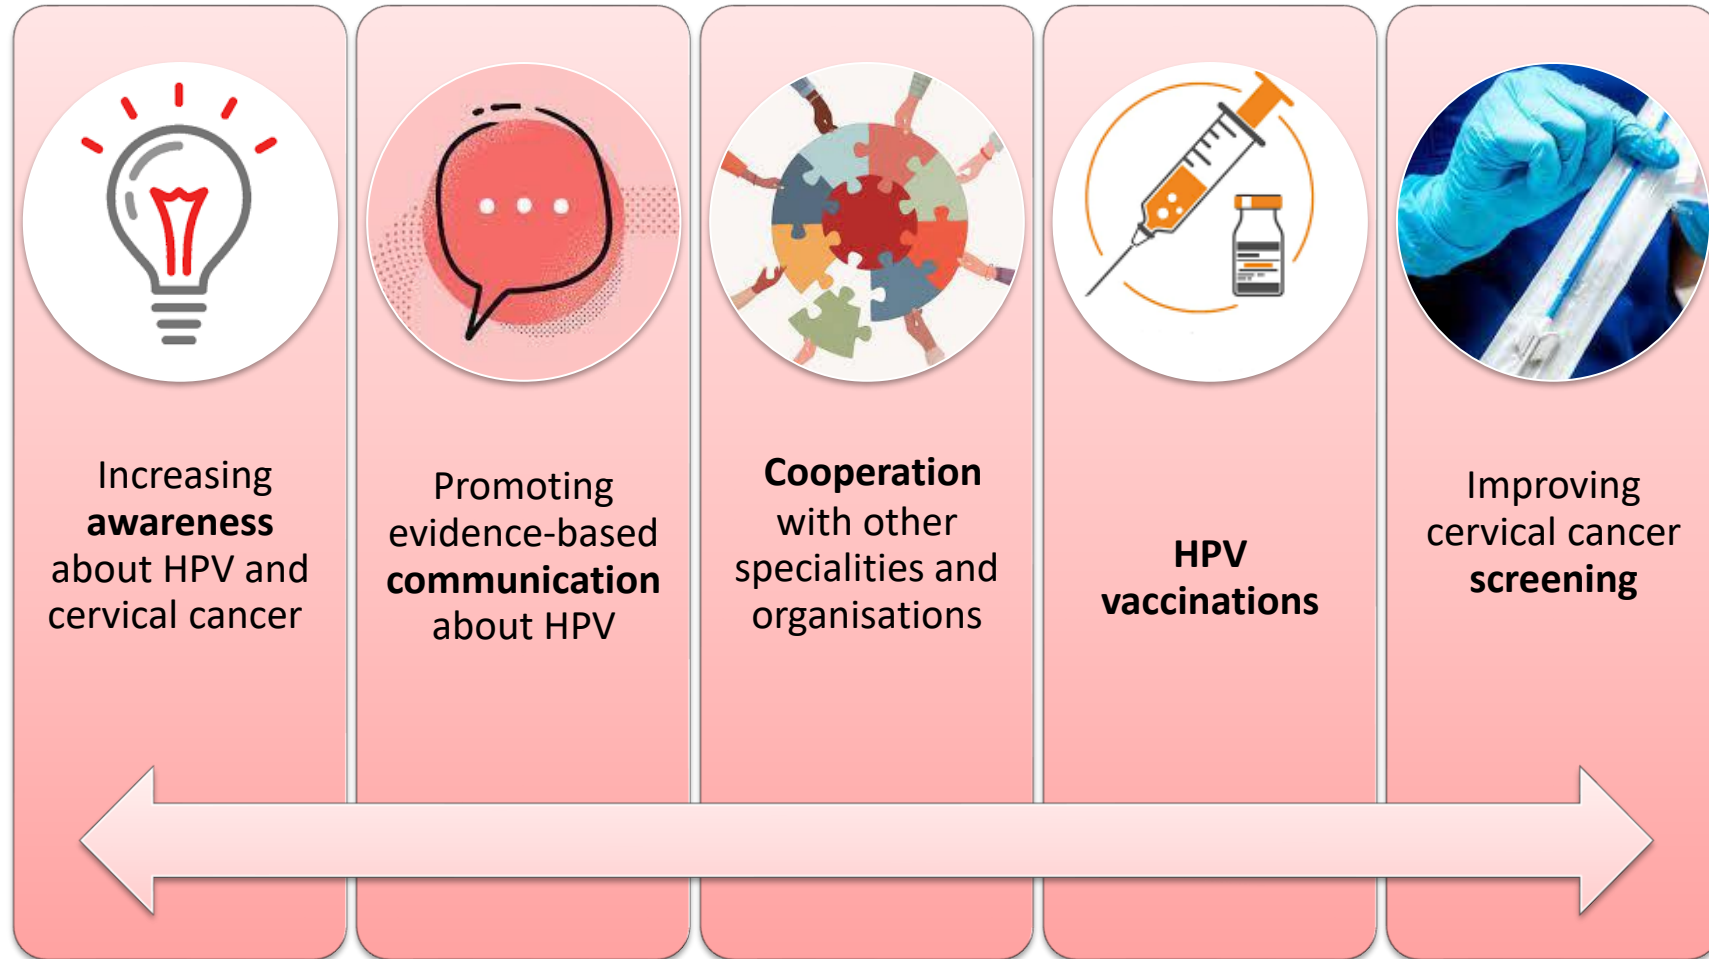 Increasing
awareness
about HPV and
cervical cancer
Promoting
evidence-based
communication
about HPV
Cooperation
with other
specialities and
organisations
HPV
vaccinations
Improving
cervical cancer
screening